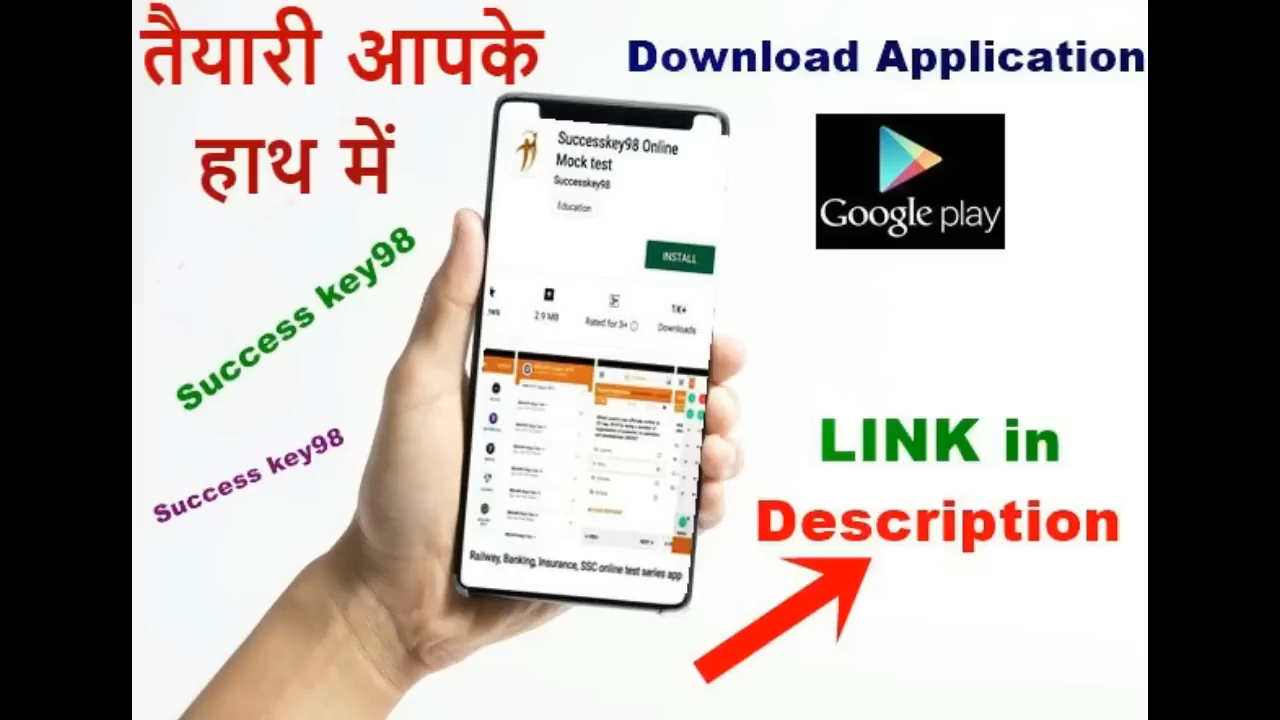 तैयारी आपके
हाथ में
Download Application
Google play
Success key98
Success key98
Successkey98 Online
Mock test
Successkey98
Education
INSTALL
2.9 MB
Rated for 3+
1K+
Downloads
Railway, Banking, Insurance, SSC online test series app
LINK in
Description